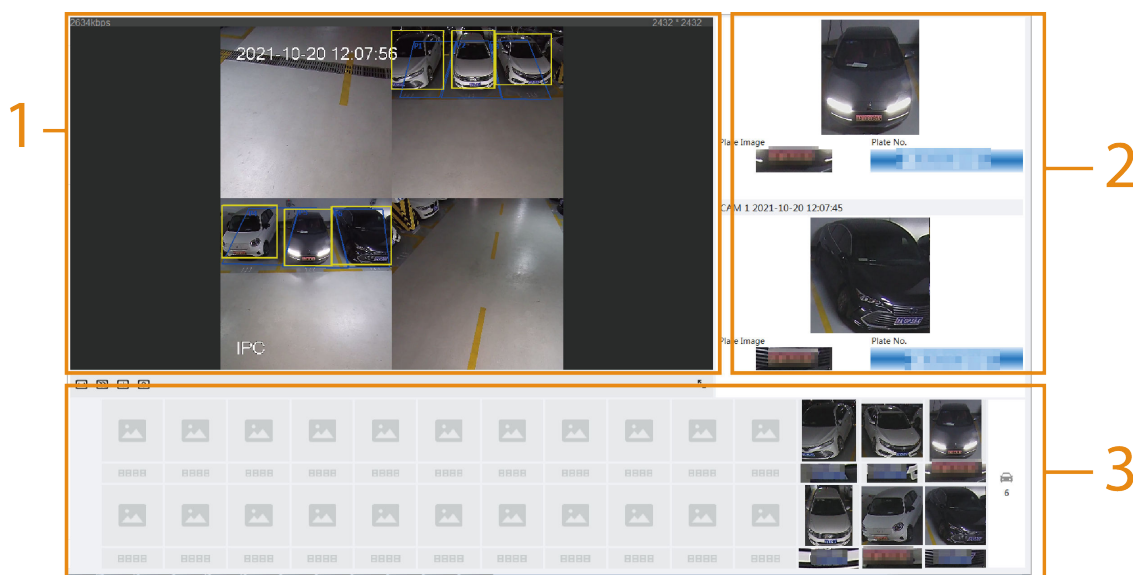 2634kbps
2432 * 2432
2021-10-20 12:07:56
P1
IPC
1
Plate Image
Plate No.
2
CAM 1 2021-10-20 12:07:45
Plate Image
Plate No.
3
6